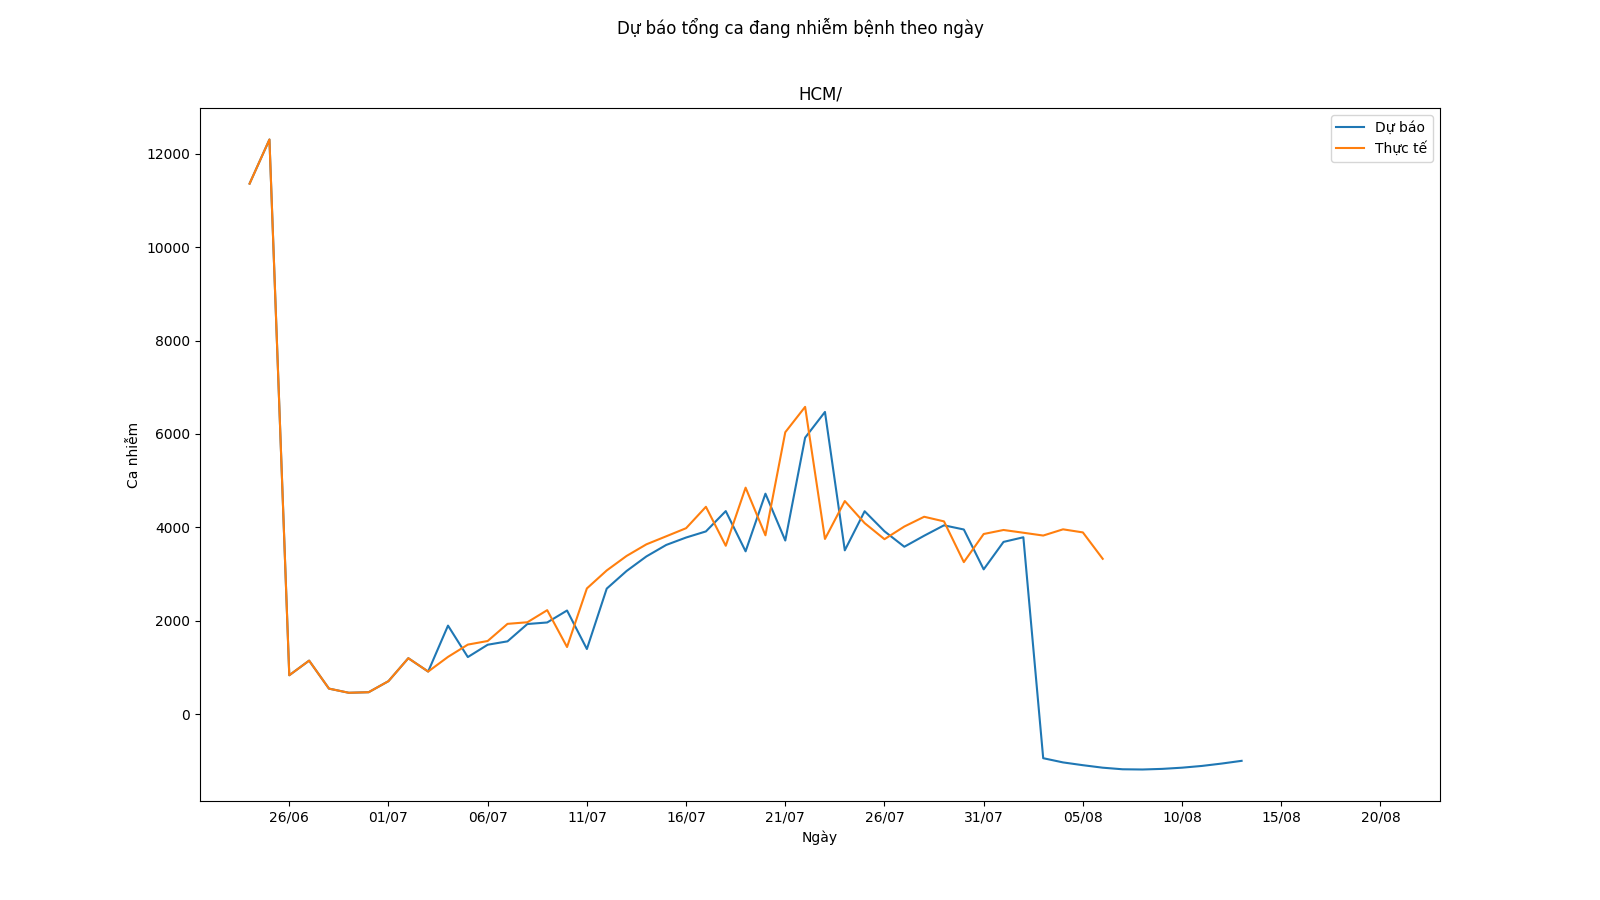 Dự báo tổng ca đang nhiễm bệnh theo ngày
HCM/
Dự báo
Thực tế
12000
10000
8000
6000
4000
2000
0
Ca nhiễm
26/06 01/07 06/07 11/07 16/07 21/07 26/07 31/07 05/08 10/08 15/08 20/08
Ngày